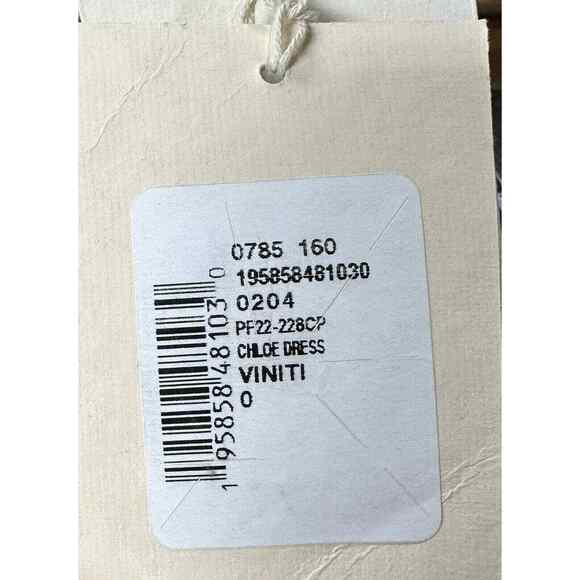 0785 160
195858481030
0204
PF22-228CP
CHLOE DRESS
VINITI
0
1 95858 48103 0